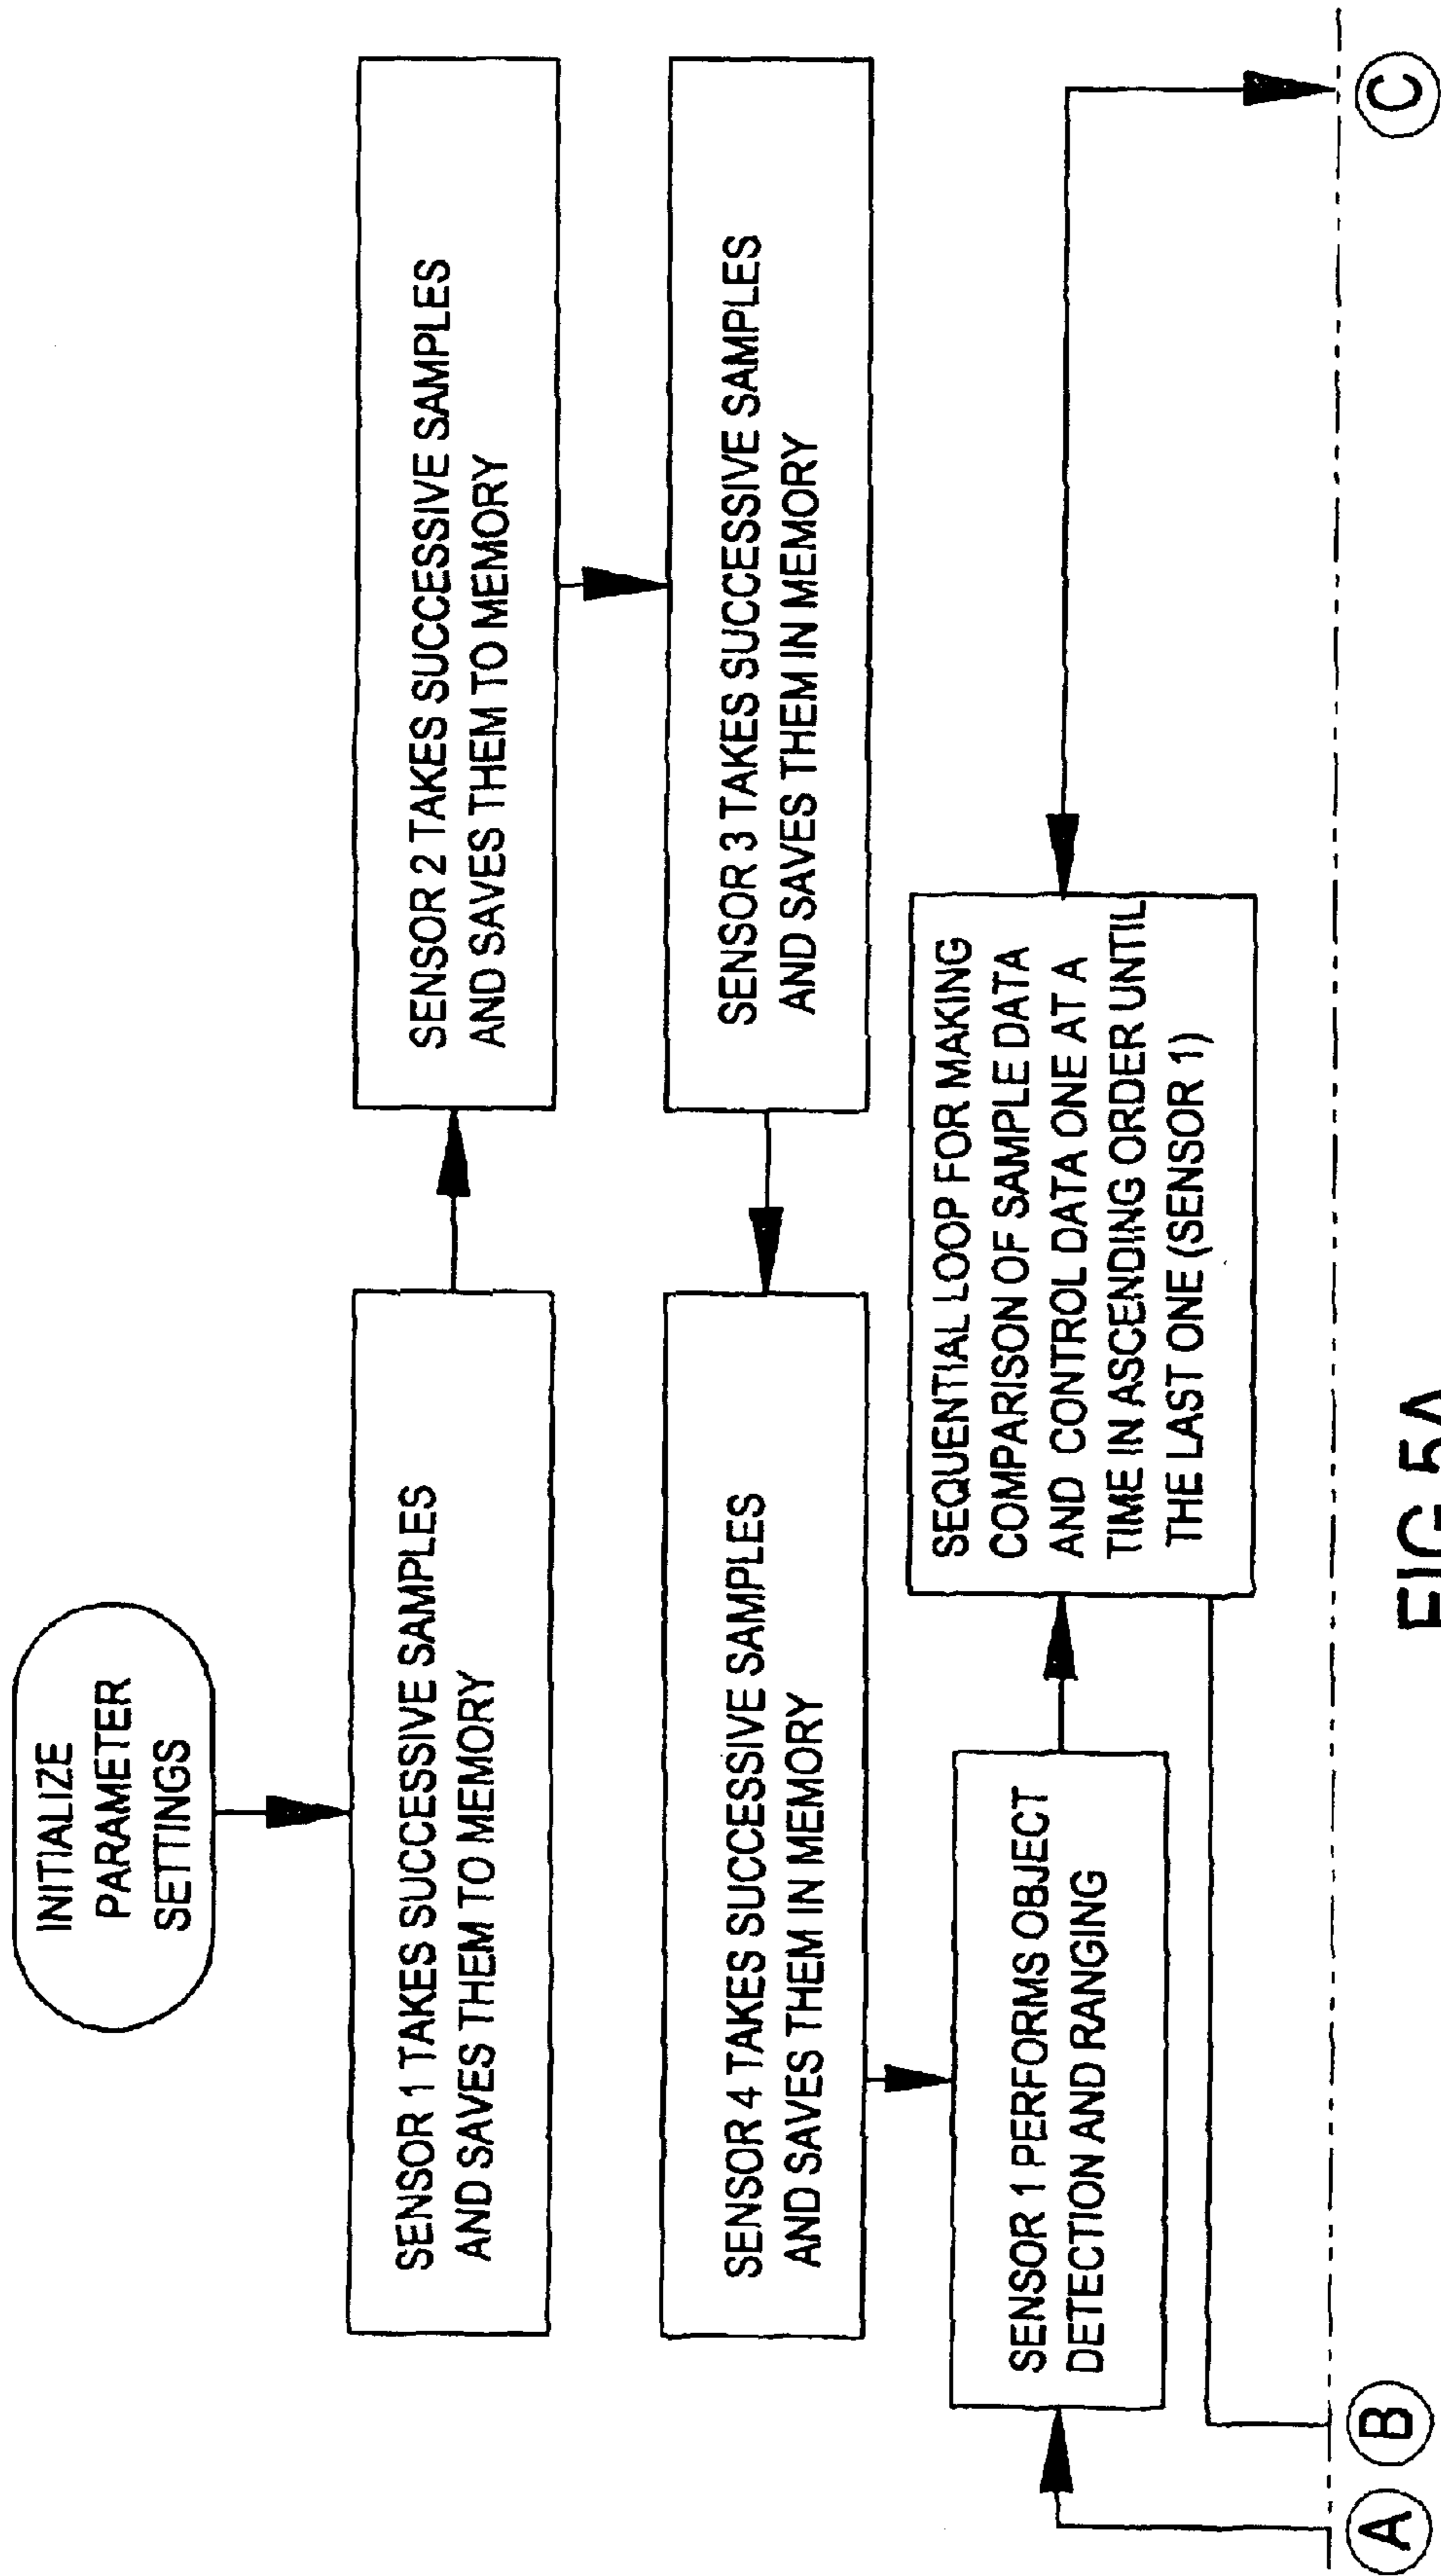 INITIALIZE
PARAMETER
SETTINGS
SENSOR 1 TAKES SUCCESSIVE SAMPLES
AND SAVES THEM TO MEMORY
SENSOR 2 TAKES SUCCESSIVE SAMPLES
AND SAVES THEM TO MEMORY
SENSOR 4 TAKES SUCCESSIVE SAMPLES
AND SAVES THEM IN MEMORY
SENSOR 3 TAKES SUCCESSIVE SAMPLES
AND SAVES THEM IN MEMORY
SENSOR 1 PERFORMS OBJECT
DETECTION AND RANGING
SEQUENTIAL LOOP FOR MAKING
COMPARISON OF SAMPLE DATA
AND CONTROL DATA ONE AT A
TIME IN ASCENDING ORDER UNTIL
THE LAST ONE (SENSOR 1)
A
B
C
FIG.5A